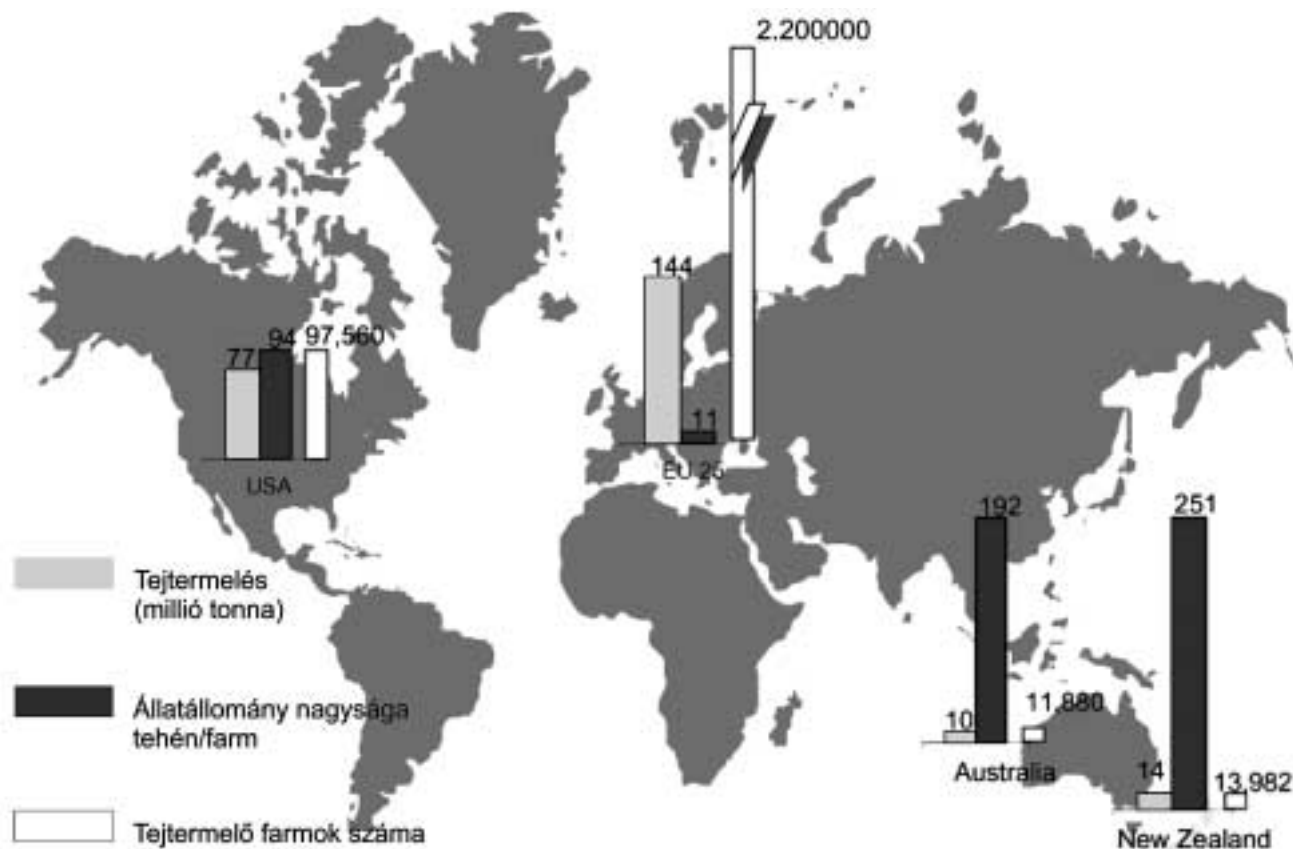 2.200000
144
94
97,560
77
11
USA
EU 25
192
251
Tejtermelés
(millió tonna)
Állatállomány nagysága
tehén/farm
10
11,880
Australia
14
13,982
Tejtermelő farmok száma
New Zealand